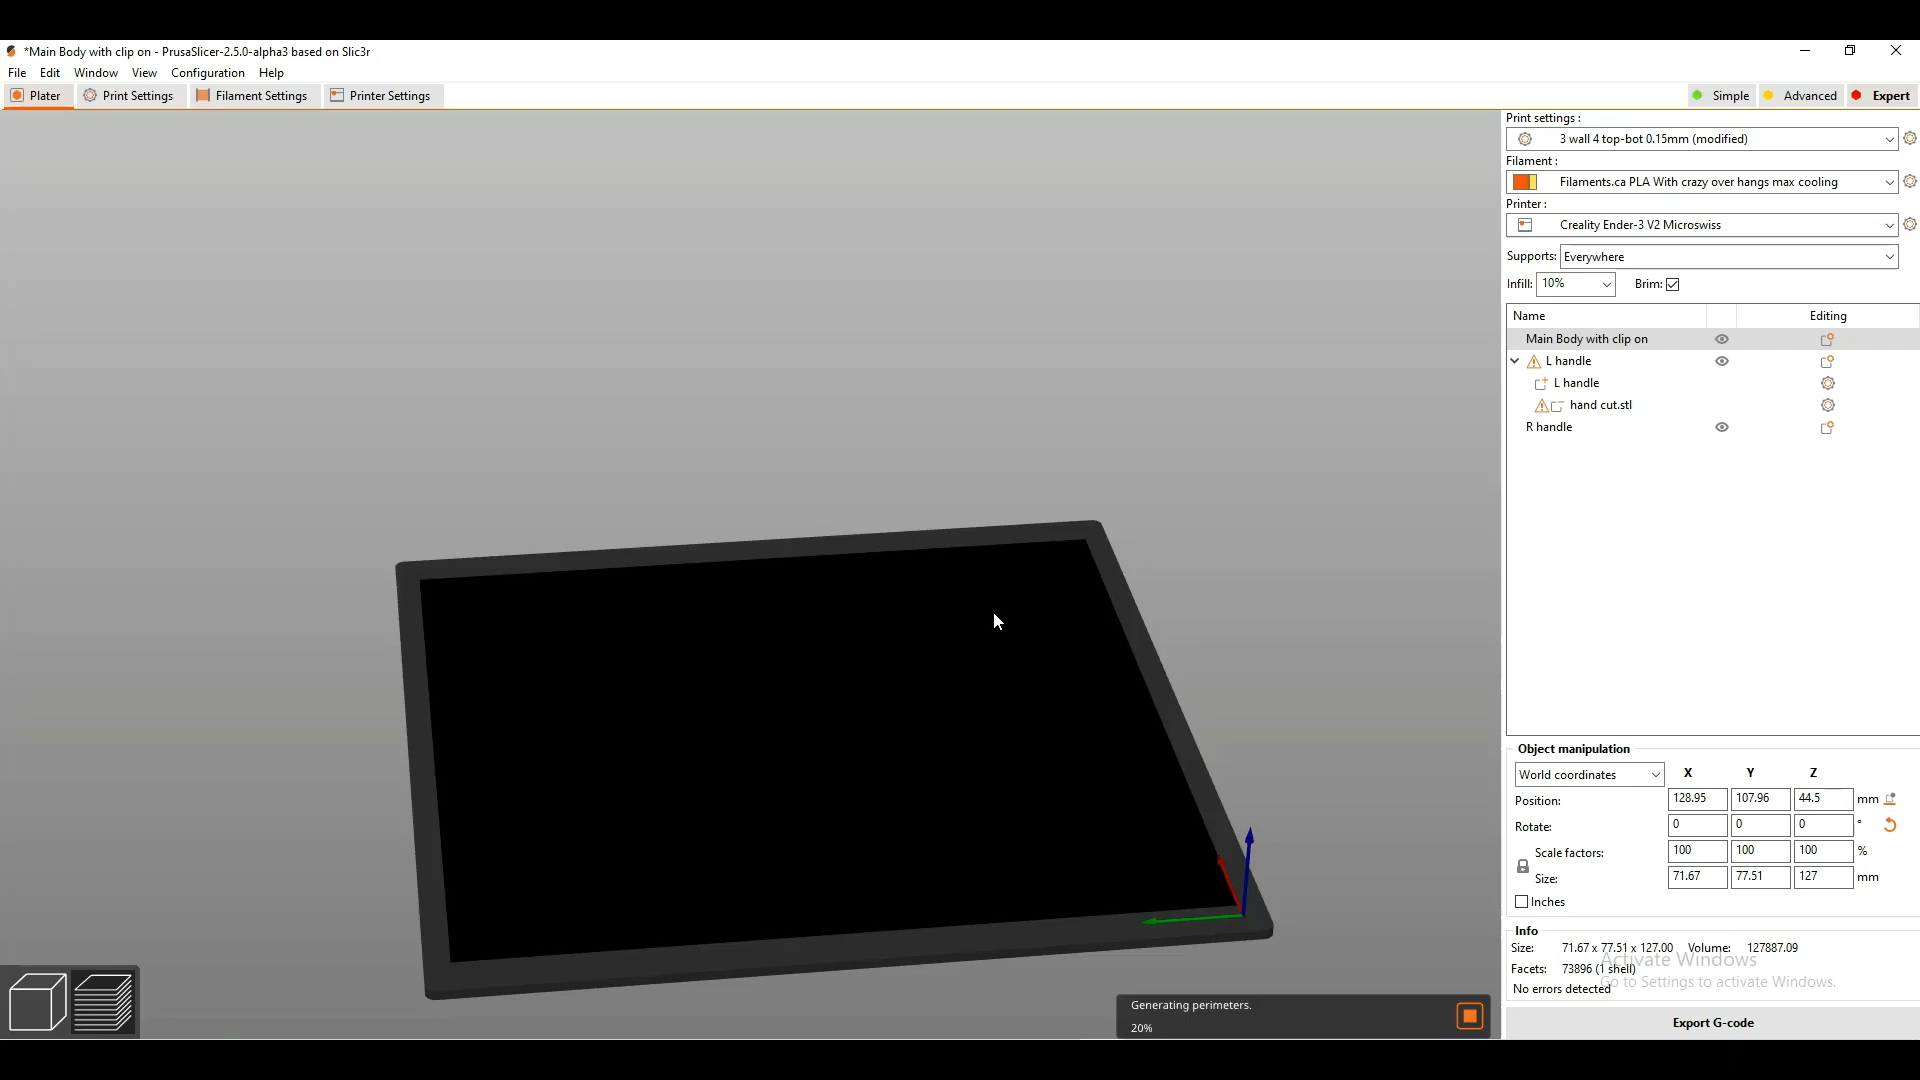 *Main Body with clip on - PrusaSlicer-2.5.0-alpha3 based on Slic3r
File Edit Window View Configuration Help
Plater Print Settings Filament Settings Printer Settings Simple Advanced Expert
Print settings :
3 wall 4 top-bot 0.15mm (modified)
Filament :
Filaments.ca PLA With crazy over hangs max cooling
Printer :
Creality Ender-3 V2 Microswiss
Supports: Everywhere
Infill: 10% Brim:
Name Editing
Main Body with clip on
L handle
L handle
hand cut.stl
R handle
Object manipulation
World coordinates X Y Z
Position: 128.95 107.96 44.5 mm
Rotate: 0 0 0 °
Scale factors: 100 100 100 %
Size: 71.67 77.51 127 mm
Inches
Info
Size: 71.67 x 77.51 x 127.00 Volume: 127887.09
Facets: 73896 (1 shell)
No errors detected
Activate Windows
Go to Settings to activate Windows.
Generating perimeters.
20%
Export G-code